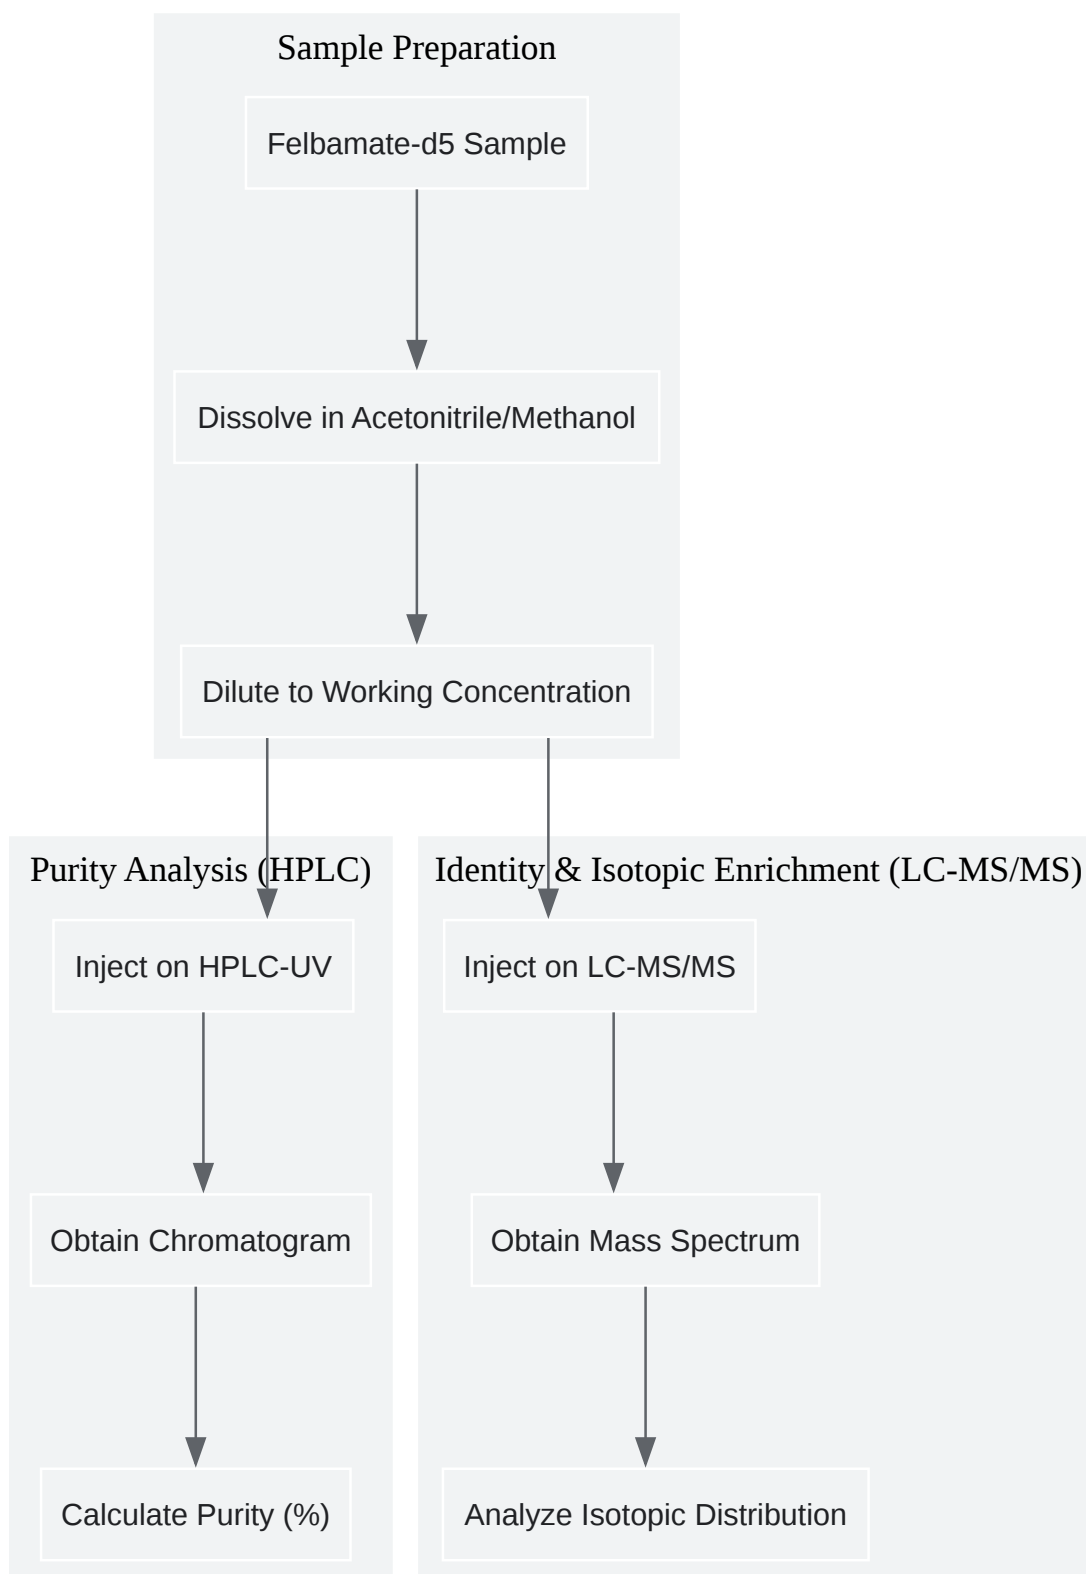 Sample Preparation
Felbamate-d5 Sample
Dissolve in Acetonitrile/Methanol
Dilute to Working Concentration
Purity Analysis (HPLC)
Inject on HPLC-UV
Obtain Chromatogram
Calculate Purity (%)
Identity & Isotopic Enrichment (LC-MS/MS)
Inject on LC-MS/MS
Obtain Mass Spectrum
Analyze Isotopic Distribution